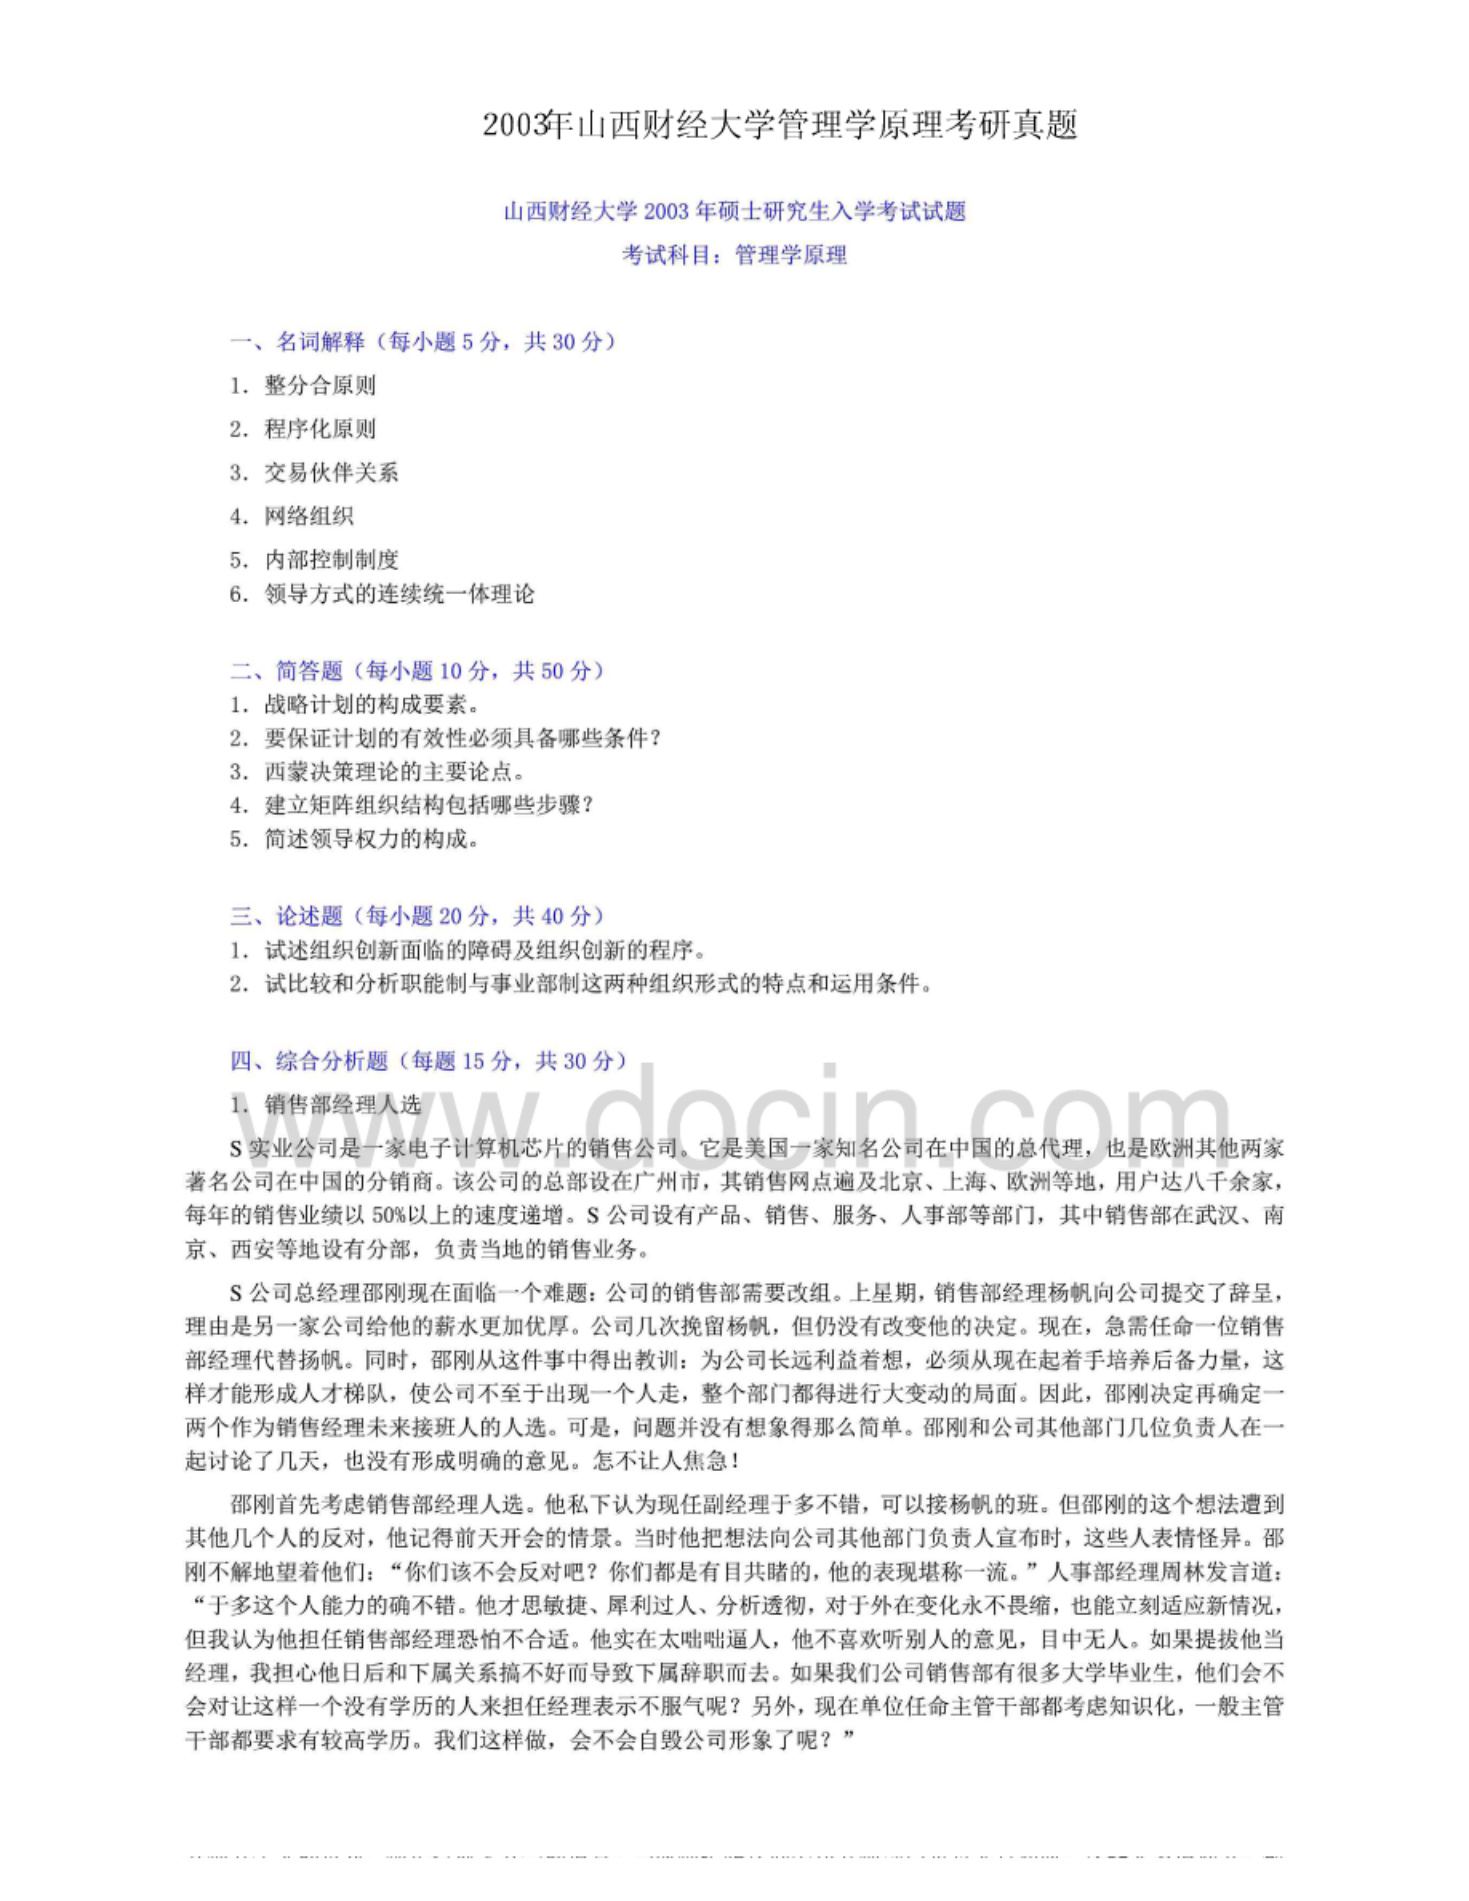 2003年山西财经大学管理学原理考研真题
山西财经大学 2003 年硕士研究生入学考试试题
考试科目：管理学原理
一、名词解释（每小题 5 分，共 30 分）
1．整分合原则
2．程序化原则
3．交易伙伴关系
4．网络组织
5．内部控制制度
6．领导方式的连续统一体理论
二、简答题（每小题 10 分，共 50 分）
1．战略计划的构成要素。
2．要保证计划的有效性必须具备哪些条件？
3．西蒙决策理论的主要论点。
4．建立矩阵组织结构包括哪些步骤？
5．简述领导权力的构成。
三、论述题（每小题 20 分，共 40 分）
1．试述组织创新面临的障碍及组织创新的程序。
2．试比较和分析职能制与事业部制这两种组织形式的特点和运用条件。
四、综合分析题（每题 15 分，共 30 分）
www.docin.com
1．销售部经理人选
S 实业公司是一家电子计算机芯片的销售公司。它是美国一家知名公司在中国的总代理，也是欧洲其他两家
著名公司在中国的分销商。该公司的总部设在广州市，其销售网点遍及北京、上海、欧洲等地，用户达八千余家，
每年的销售业绩以 50%以上的速度递增。S 公司设有产品、销售、服务、人事部等部门，其中销售部在武汉、南
京、西安等地设有分部，负责当地的销售业务。
S 公司总经理邵刚现在面临一个难题：公司的销售部需要改组。上星期，销售部经理杨帆向公司提交了辞呈，
理由是另一家公司给他的薪水更加优厚。公司几次挽留杨帆，但仍没有改变他的决定。现在，急需任命一位销售
部经理代替扬帆。同时，邵刚从这件事中得出教训：为公司长远利益着想，必须从现在起着手培养后备力量，这
样才能形成人才梯队，使公司不至于出现一个人走，整个部门都得进行大变动的局面。因此，邵刚决定再确定一
两个作为销售经理未来接班人的人选。可是，问题并没有想象得那么简单。邵刚和公司其他部门几位负责人在一
起讨论了几天，也没有形成明确的意见。怎不让人焦急！
邵刚首先考虑销售部经理人选。他私下认为现任副经理于多不错，可以接杨帆的班。但邵刚的这个想法遭到
其他几个人的反对，他记得前天开会的情景。当时他把想法向公司其他部门负责人宣布时，这些人表情怪异。邵
刚不解地望着他们：“你们该不会反对吧？你们都是有目共睹的，他的表现堪称一流。”人事部经理周林发言道：
“于多这个人能力的确不错。他才思敏捷、犀利过人、分析透彻，对于外在变化永不畏缩，也能立刻适应新情况，
但我认为他担任销售部经理恐怕不合适。他实在太咄咄逼人，他不喜欢听别人的意见，目中无人。如果提拔他当
经理，我担心他日后和下属关系搞不好而导致下属辞职而去。如果我们公司销售部有很多大学毕业生，他们会不
会对让这样一个没有学历的人来担任经理表示不服气呢？另外，现在单位任命主管干部都考虑知识化，一般主管
干部都要求有较高学历。我们这样做，会不会自毁公司形象了呢？”